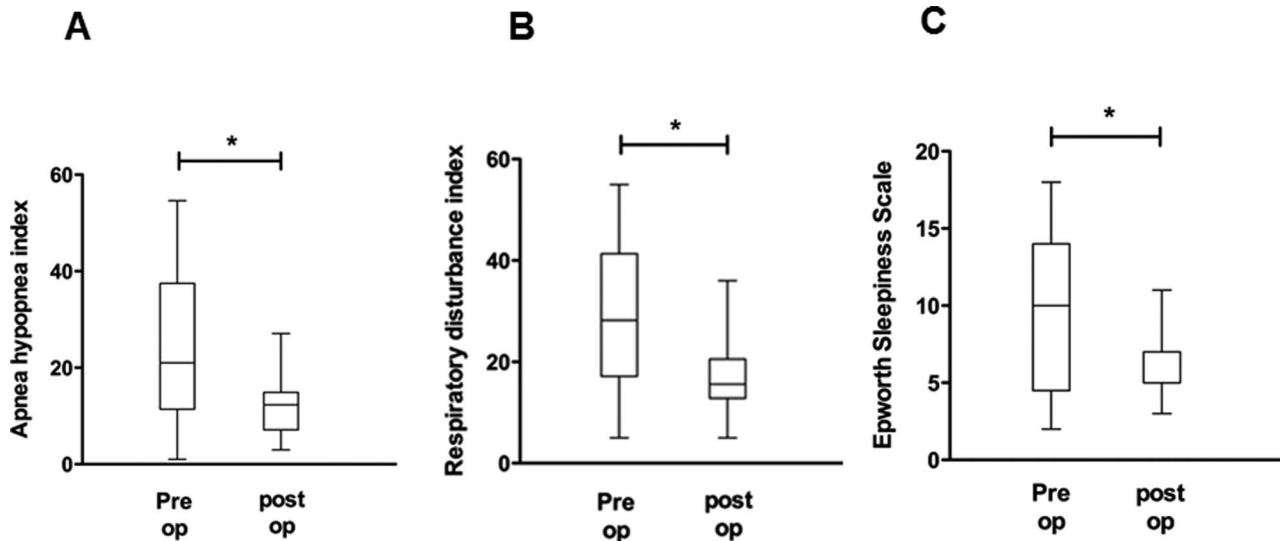 A
*
Apnea hypopnea index
60
40
20
0
Pre
op
post
op
B
*
Respiratory disturbance index
60
40
20
0
Pre
op
post
op
C
*
Epworth Sleepiness Scale
20
15
10
5
0
Pre
op
post
op